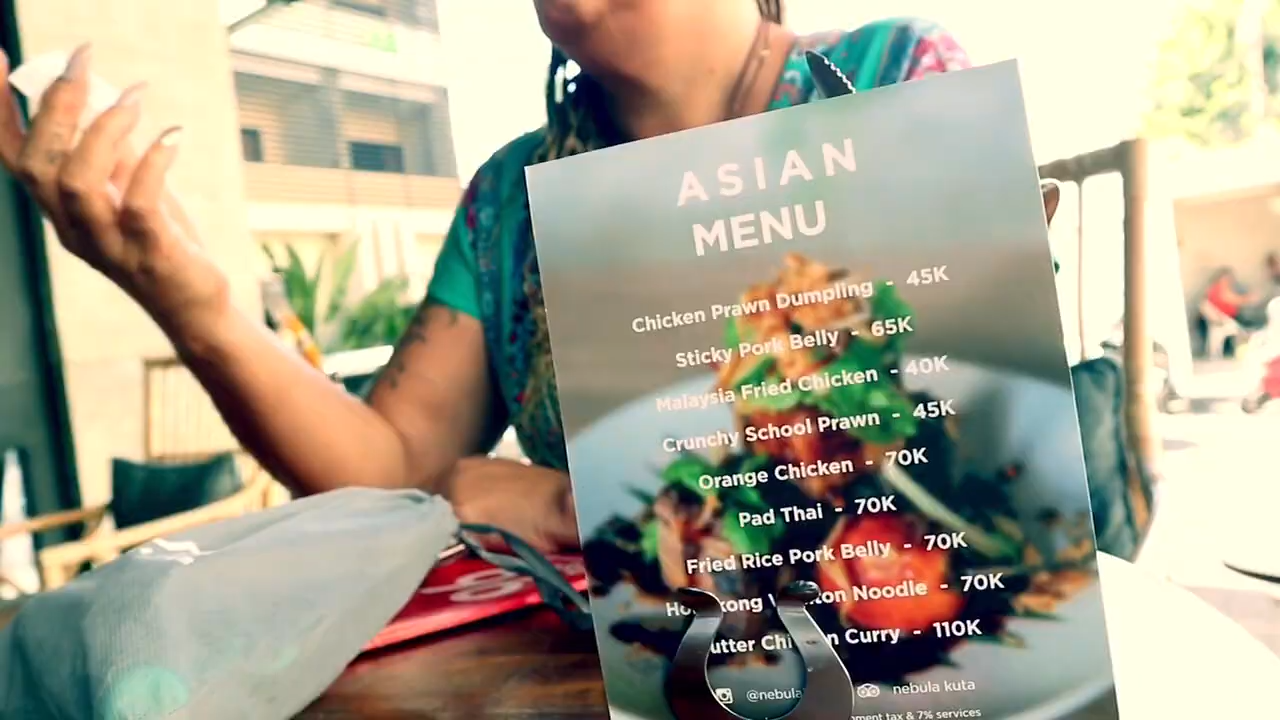 ASIAN
MENU
Chicken Prawn Dumpling - 45K
Sticky Pork Belly - 65K
Malaysia Fried Chicken - 40K
Crunchy School Prawn - 45K
Orange Chicken - 70K
Pad Thai - 70K
Fried Rice Pork Belly - 70K
Noodle - 70K
Curry - 110K
nebula kuta
tax & 7% services